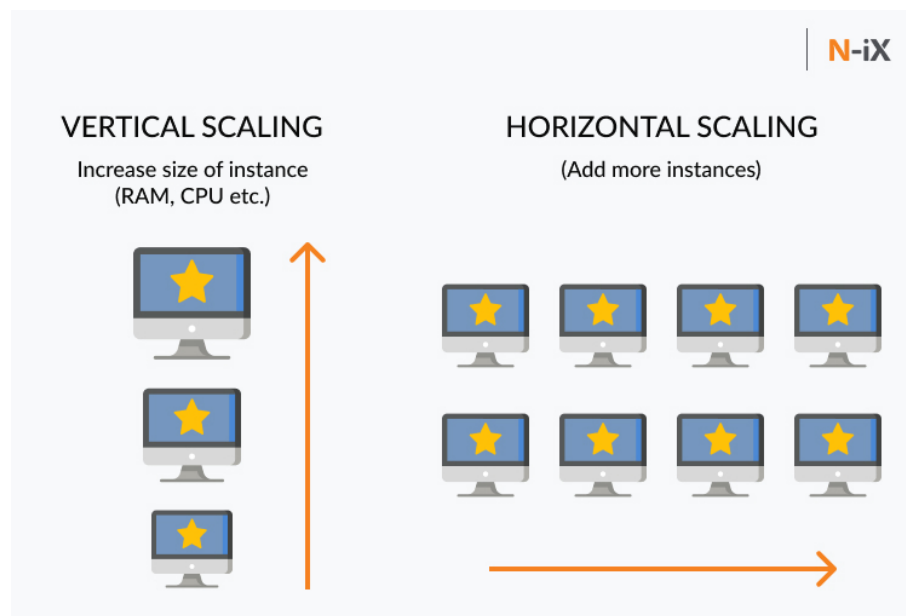 N-iX
VERTICAL SCALING
Increase size of instance
(RAM, CPU etc.)
HORIZONTAL SCALING
(Add more instances)